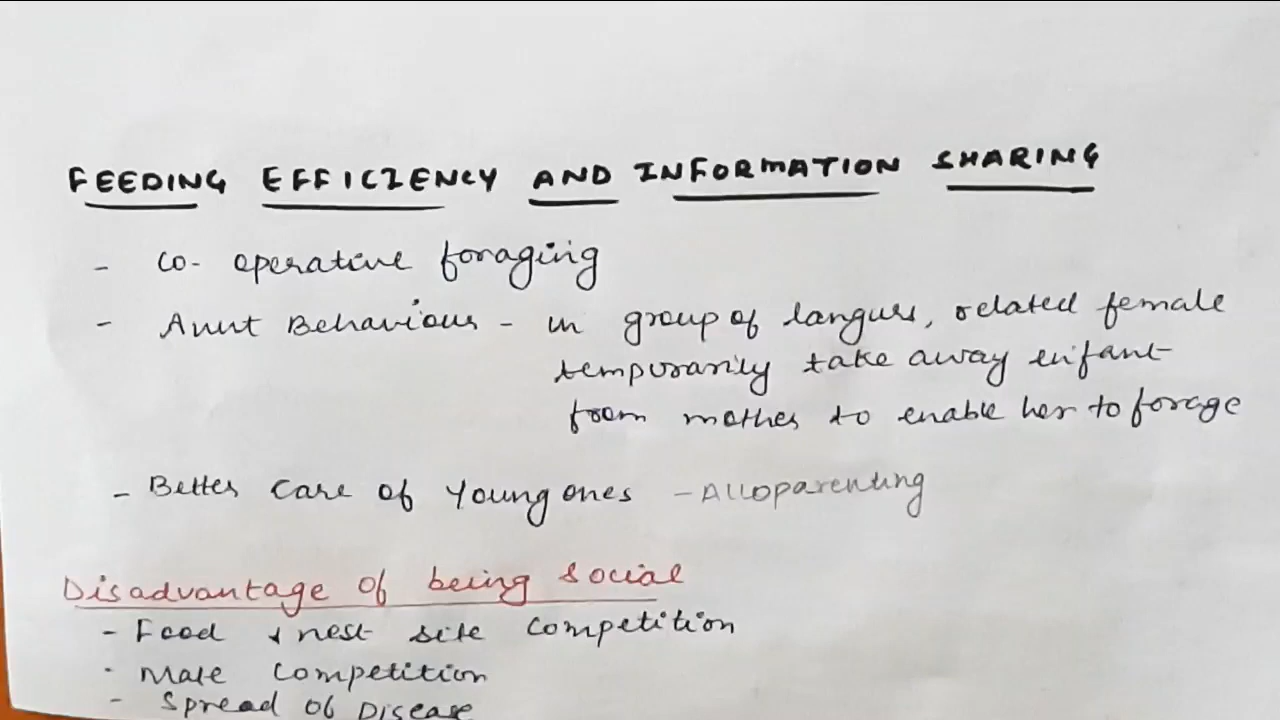 FEEDING EFFICIENCY AND INFORMATION SHARING
- co-operative foraging
- Aunt Behaviour - in group of langurs, related female
temporarily take away infant
from mother to enable her to forage
- Better care of Young ones - Alloparenting
Disadvantage of being social
- Food & nest site competition
- Mate competition
- Spread of Disease